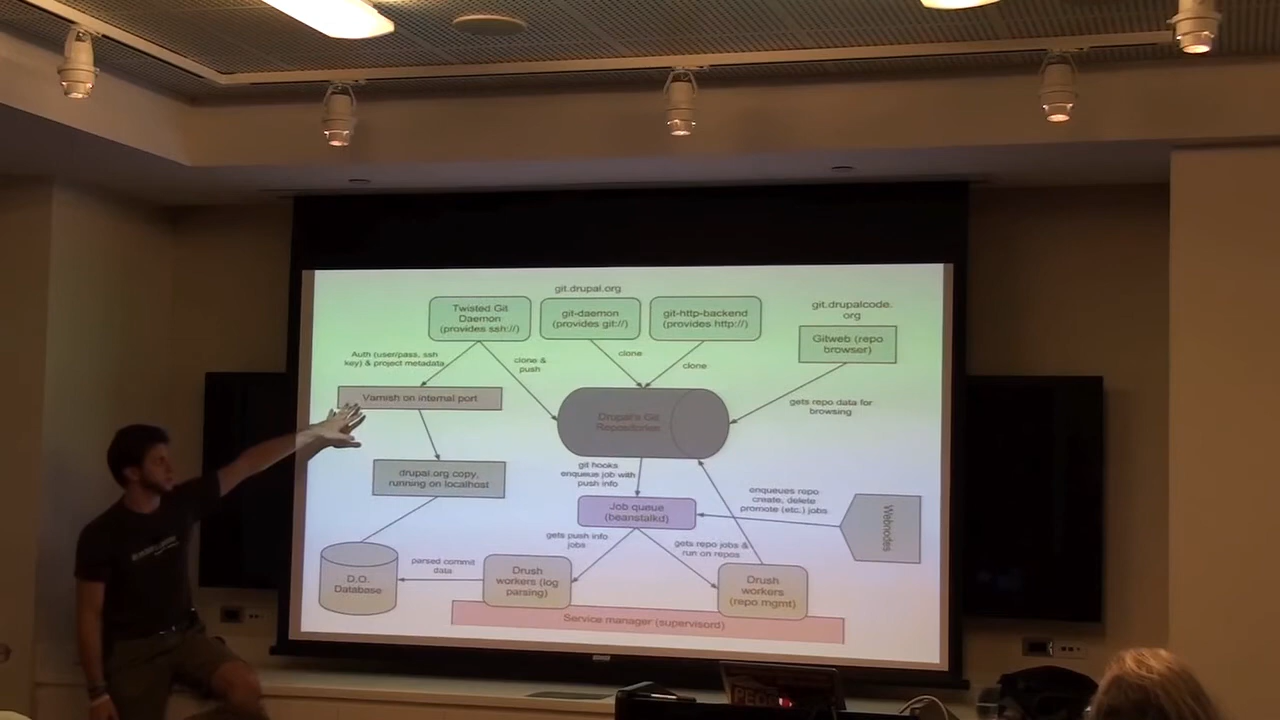 git.drupal.org
Twisted Git
Daemon
(provides ssh://)
git-daemon
(provides git://)
git-http-backend
(provides http://)
git.drupalcode.
org
Gitweb (repo
browser)
Auth (user/pass, ssh
key) & project metadata
clone &
push
clone
clone
gets repo data for
browsing
Varnish on internal port
Drupal's Git
Repositories
drupal.org copy,
running on localhost
git hooks
enqueue job with
push info
Job queue
(beanstalkd)
enqueues repo
create, delete
promote (etc.) jobs
Webnodes
gets push info
jobs
gets repo jobs &
run on repos
D.O.
Database
parsed commit
data
Drush
workers (log
parsing)
Drush
workers
(repo mgmt)
Service manager (supervisord)